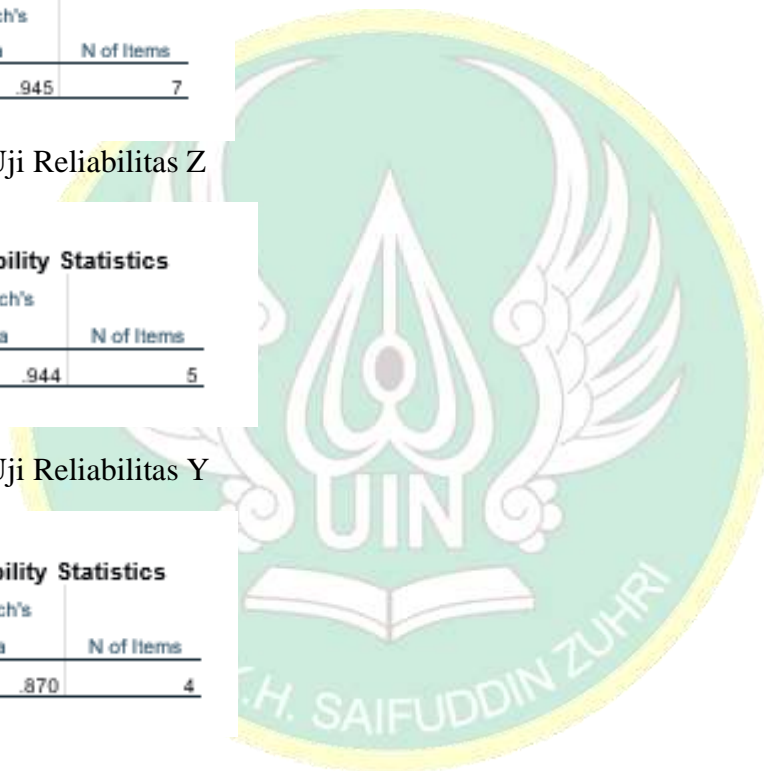 ch's
a N of Items
.945 7
Uji Reliabilitas Z
bility Statistics
ch's
a N of Items
.944 5
Uji Reliabilitas Y
bility Statistics
ch's
a N of Items
.870 4
UIN
K.H. SAIFUDDIN ZUHRI